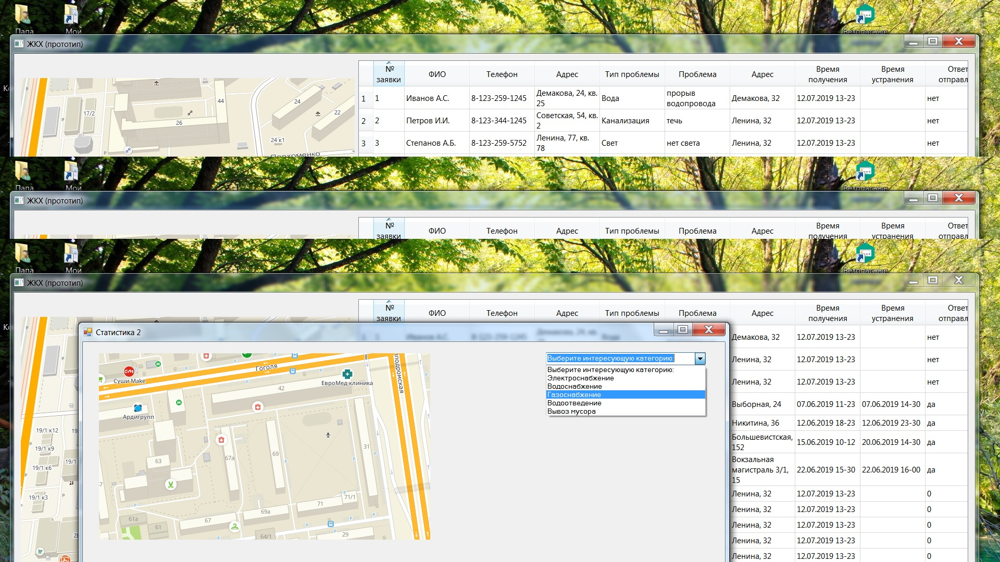 Папа
Мои
Безопасные
ЖКХ (прототип)
№ заявки
ФИО
Телефон
Адрес
Тип проблемы
Проблема
Адрес
Время получения
Время устранения
Ответ отправл
1 1 Иванов А.С. 8-123-259-1245 Демакова, 24, кв. 25 Вода прорыв водопровода Демакова, 32 12.07.2019 13-23 нет
2 2 Петров И.И. 8-123-344-1245 Советская, 54, кв. 2 Канализация течь Ленина, 32 12.07.2019 13-23 нет
3 3 Степанов А.Б. 8-123-259-5752 Ленина, 77, кв. 78 Свет нет света Ленина, 32 12.07.2019 13-23 нет
17/2
44
26
24
22
24 к1
Пархоменко
Папа
Мои
Безопасные
ЖКХ (прототип)
№ заявки
ФИО
Телефон
Адрес
Тип проблемы
Проблема
Адрес
Время получения
Время устранения
Ответ отправл
Папа
Мои
Безопасные
ЖКХ (прототип)
№ заявки
ФИО
Телефон
Адрес
Тип проблемы
Проблема
Адрес
Время получения
Время устранения
Ответ отправл
Статистика 2
Выберите интересующую категорию:
Выберите интересующую категорию:
Электроснабжение
Водоснабжение
Газоснабжение
Водоотведение
Вывоз мусора
Гоголя
Суши Make
ЕвроМед клиника
Ардигрупп
42
63
67а
69
31
71/1
71
69а
67
61а
61
64/1
29
19/1 к12
19/1 к9
19/1
19/1 к6
19/1 к3
Демакова, 32 12.07.2019 13-23 нет
Ленина, 32 12.07.2019 13-23 нет
Ленина, 32 12.07.2019 13-23 нет
Выборная, 24 07.06.2019 11-23 07.06.2019 14-30 да
Никитина, 36 12.06.2019 18-23 12.06.2019 23-30 да
Большевистская, 152 15.06.2019 10-12 20.06.2019 14-30 да
Вокзальная магистраль 3/1, 15 22.06.2019 15-30 22.06.2019 16-00 да
Ленина, 32 12.07.2019 13-23 0
Ленина, 32 12.07.2019 13-23 0
Ленина, 32 12.07.2019 13-23 0
Ленина, 32 12.07.2019 13-23 0
Ленина, 32 12.07.2019 13-23 0